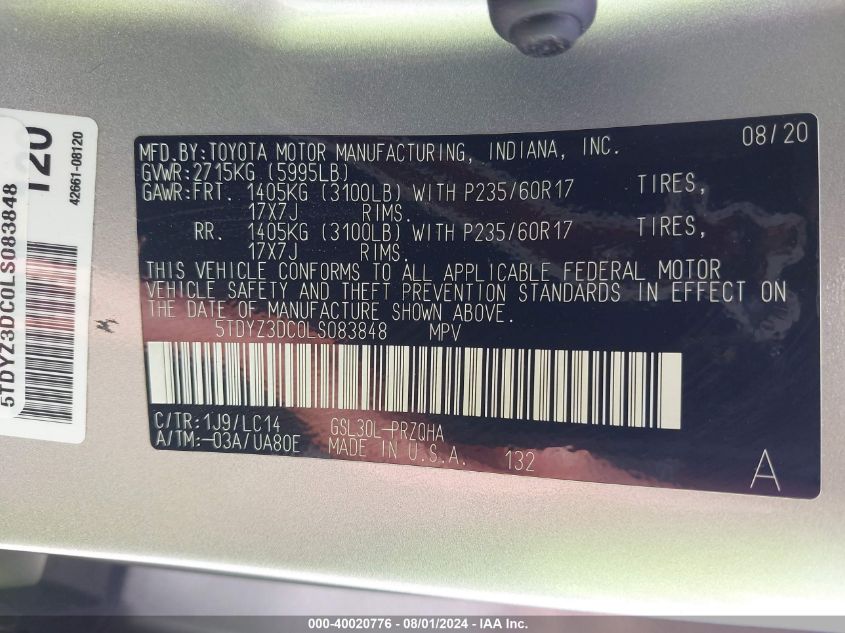 MFD.BY:TOYOTA MOTOR MANUFACTURING, INDIANA, INC. 08/20
GVWR:2715KG (5995LB)
GAWR:FRT. 1405KG (3100LB) WITH P235/60R17 TIRES,
17X7J RIMS.
RR. 1405KG (3100LB) WITH P235/60R17 TIRES,
17X7J RIMS.
THIS VEHICLE CONFORMS TO ALL APPLICABLE FEDERAL MOTOR
VEHICLE SAFETY AND THEFT PREVENTION STANDARDS IN EFFECT ON
THE DATE OF MANUFACTURE SHOWN ABOVE.
5TDYZ3DC0LS083848 MPV
C/TR:1J9/LC14 GSL30L-PRZQHA
A/TM:-03A/UA80E MADE IN U.S.A. 132
A
5TDYZ3DC0LS083848
120
42661-08120
000-40020776 - 08/01/2024 - IAA Inc.